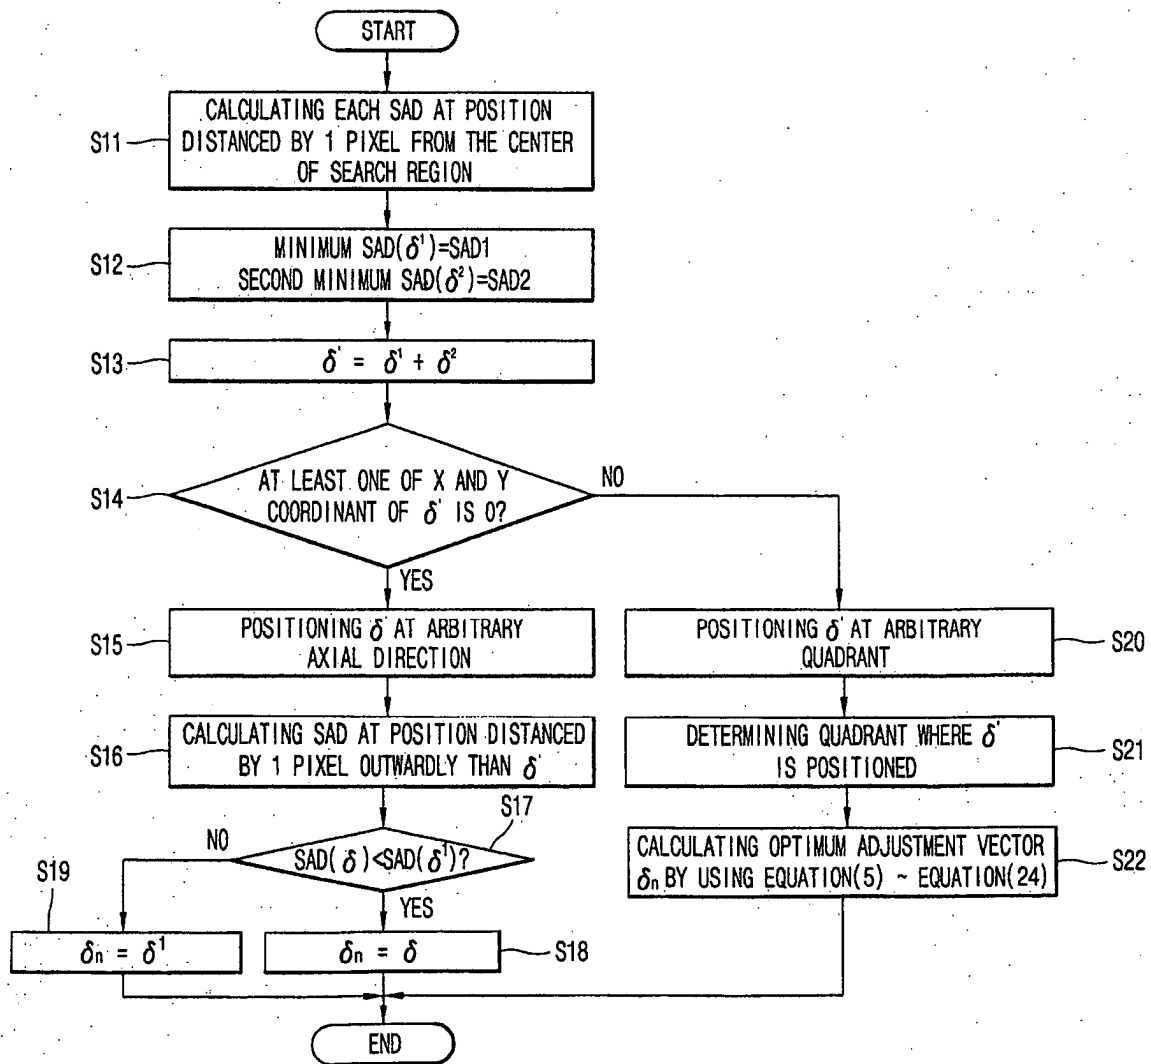 START
S11
CALCULATING EACH SAD AT POSITION
DISTANCED BY 1 PIXEL FROM THE CENTER
OF SEARCH REGION
S12
MINIMUM SAD(δ¹)=SAD1
SECOND MINIMUM SAD(δ²)=SAD2
S13
δ' = δ¹ + δ²
S14
AT LEAST ONE OF X AND Y
COORDINANT OF δ' IS 0?
NO
YES
S15
POSITIONING δ' AT ARBITRARY
AXIAL DIRECTION
POSITIONING δ' AT ARBITRARY
QUADRANT
S20
S16
CALCULATING SAD AT POSITION DISTANCED
BY 1 PIXEL OUTWARDLY THAN δ'
DETERMINING QUADRANT WHERE δ'
IS POSITIONED
S21
S17
NO
SAD(δ)<SAD(δ¹)?
YES
CALCULATING OPTIMUM ADJUSTMENT VECTOR
δn BY USING EQUATION(5) ~ EQUATION(24)
S22
S19
δn = δ¹
δn = δ
S18
END